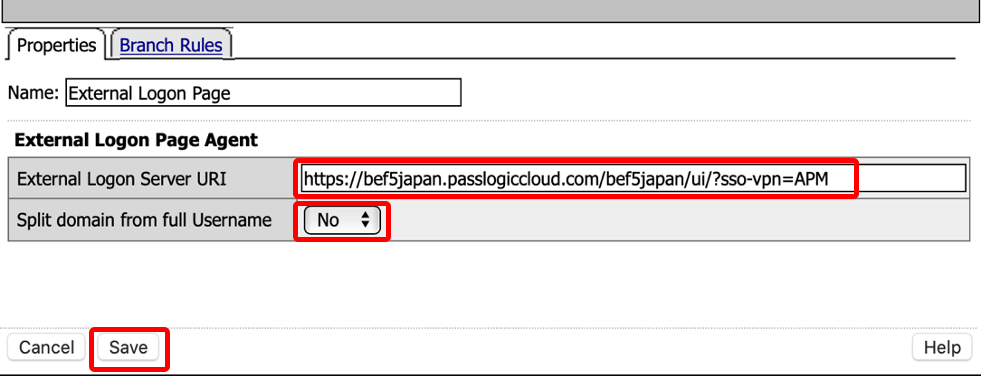 Properties Branch Rules
Name: External Logon Page
External Logon Page Agent
External Logon Server URI https://bef5japan.passlogiccloud.com/bef5japan/ui/?sso-vpn=APM
Split domain from full Username No
Cancel Save Help